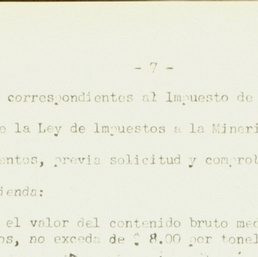 - 7 -
correspondientes al Impuesto de
la Ley de Impuestos a la Mineri
entos, previa solicitud y comprob
ienda:
el valor del contenido bruto med
os, no exceda de $ 8.00 por tonel